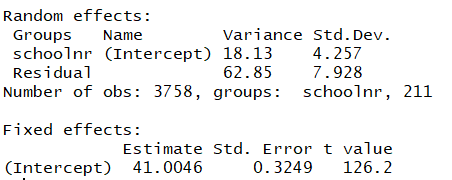 Random effects:
Groups Name Variance Std.Dev.
schoolnr (Intercept) 18.13 4.257
Residual 62.85 7.928
Number of obs: 3758, groups: schoolnr, 211
Fixed effects:
Estimate Std. Error t value
(Intercept) 41.0046 0.3249 126.2